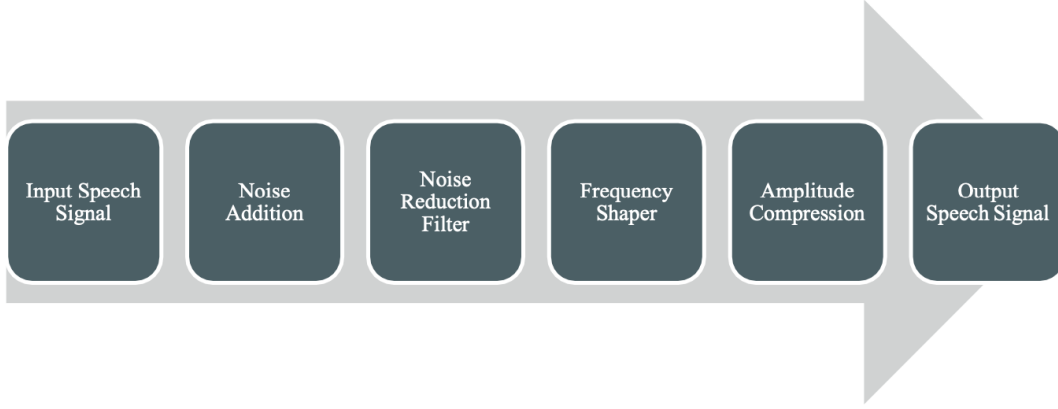 Input Speech
Signal
Noise
Addition
Noise
Reduction
Filter
Frequency
Shaper
Amplitude
Compression
Output
Speech Signal